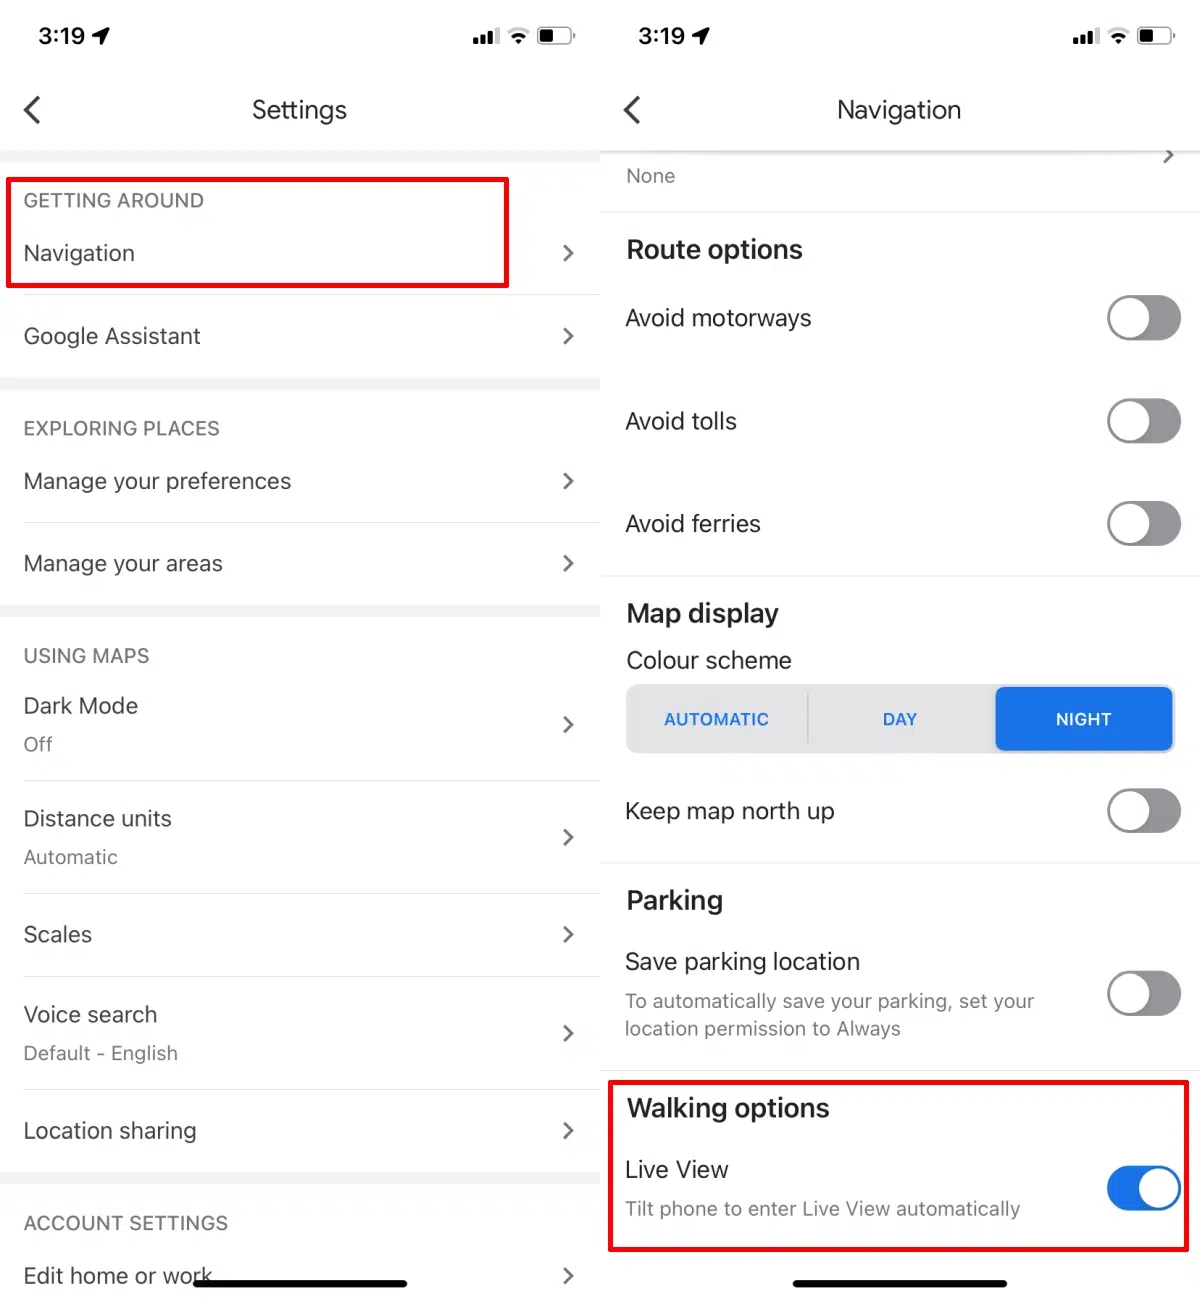 3:19
Settings
GETTING AROUND
Navigation
Google Assistant
EXPLORING PLACES
Manage your preferences
Manage your areas
USING MAPS
Dark Mode
Off
Distance units
Automatic
Scales
Voice search
Default - English
Location sharing
ACCOUNT SETTINGS
Edit home or work
3:19
Navigation
None
Route options
Avoid motorways
Avoid tolls
Avoid ferries
Map display
Colour scheme
AUTOMATIC DAY NIGHT
Keep map north up
Parking
Save parking location
To automatically save your parking, set your
location permission to Always
Walking options
Live View
Tilt phone to enter Live View automatically